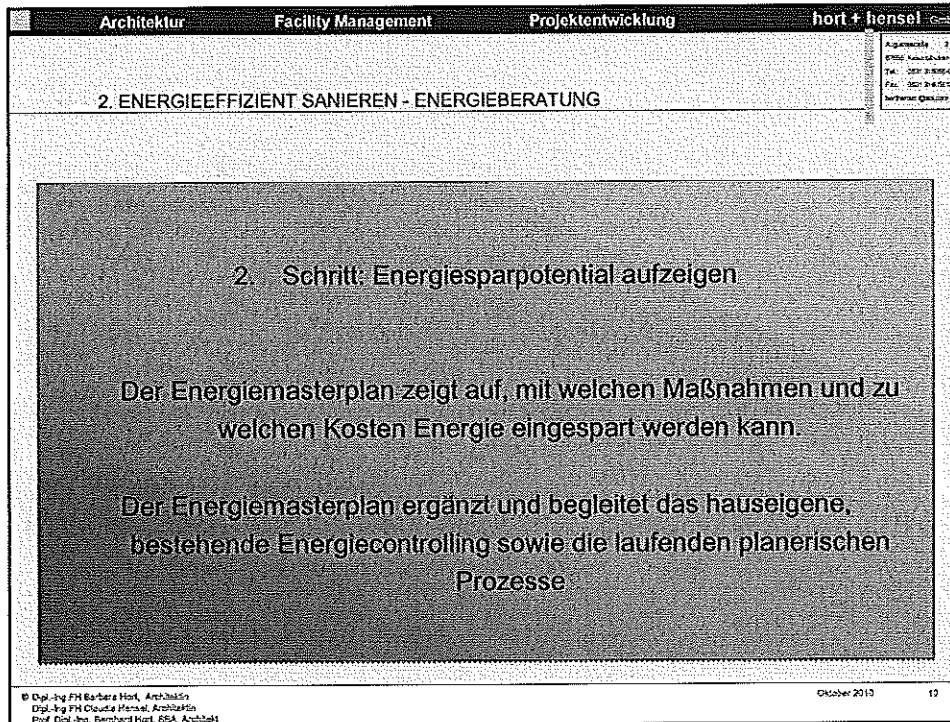 Architektur Facility Management Projektentwicklung hort + hensel
2. ENERGIEEFFIZIENT SANIEREN - ENERGIEBERATUNG
2. Schritt: Energiesparpotential aufzeigen
Der Energiemasterplan zeigt auf, mit welchen Maßnahmen und zu
welchen Kosten Energie eingespart werden kann.
Der Energiemasterplan ergänzt und begleitet das hauseigene,
bestehende Energiecontrolling sowie die laufenden planerischen
Prozesse
© Dipl.-Ing FH Barbara Hort, Architektin
Dipl.-Ing FH Claudia Hensel, Architektin
Prof. Dipl.-Ing. Bernhard Hort, BBA, Architekt
Oktober 2010